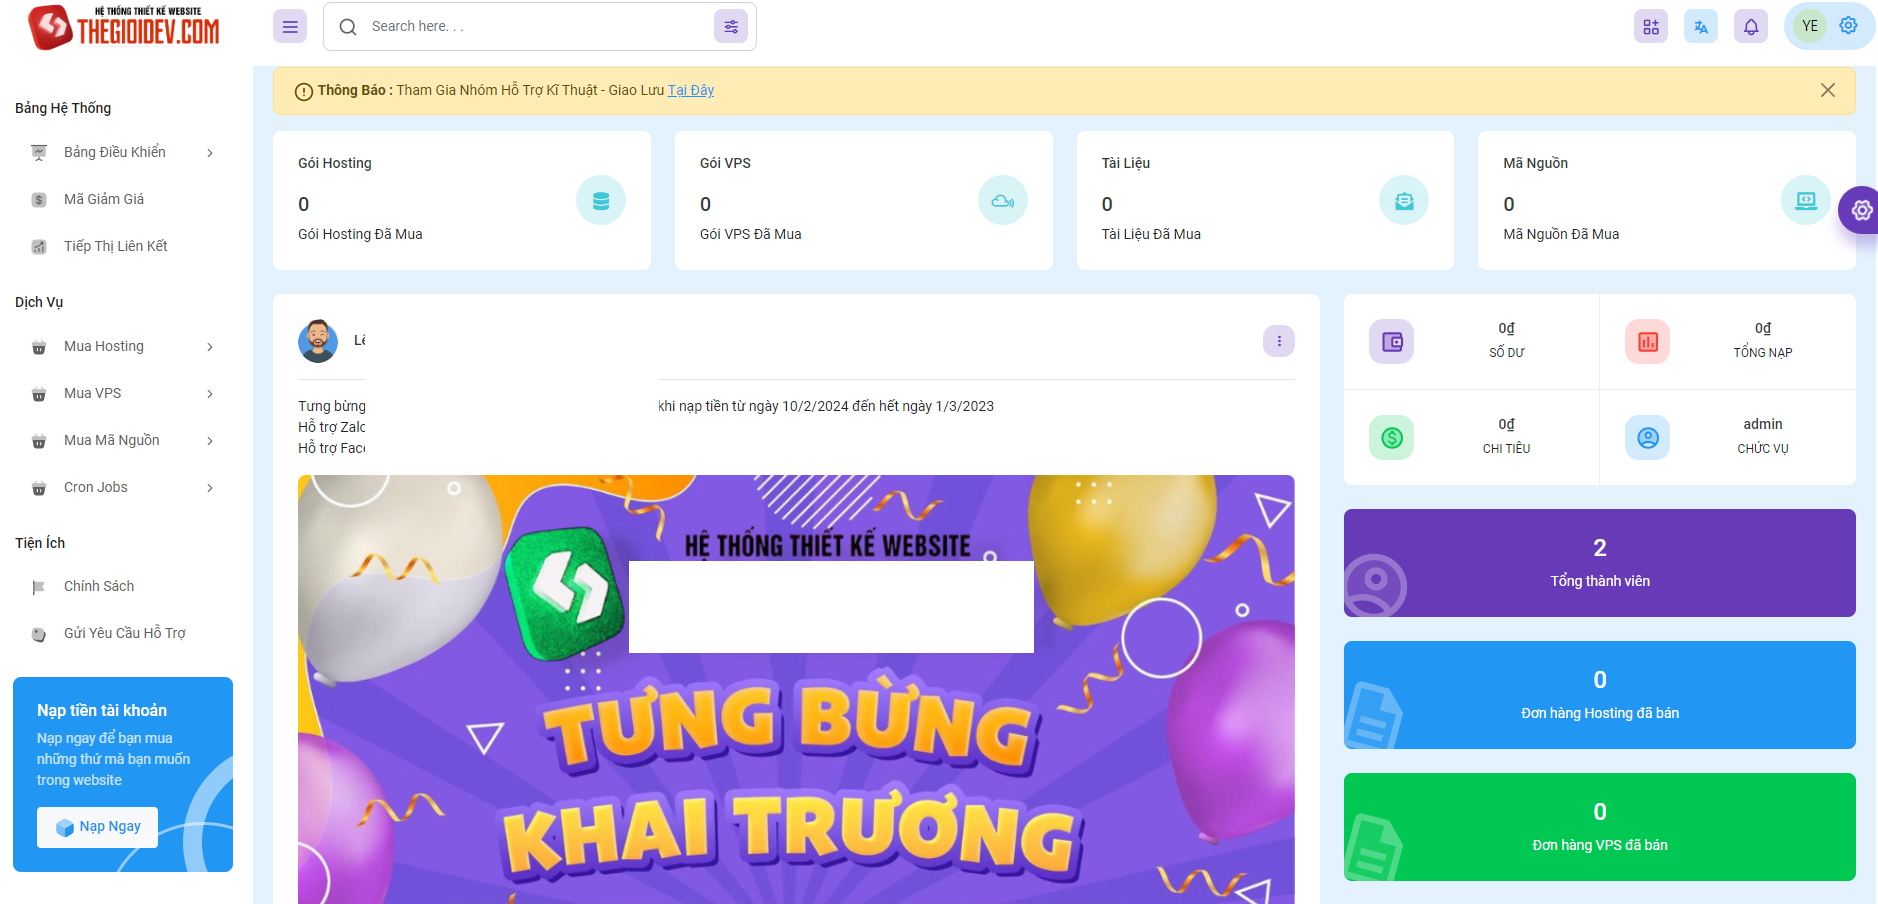 HỆ THỐNG THIẾT KẾ WEBSITE
THEGIOIDEV.COM
Search here. . .
YE
Bảng Hệ Thống
Bảng Điều Khiển
Mã Giảm Giá
Tiếp Thị Liên Kết
Dịch Vụ
Mua Hosting
Mua VPS
Mua Mã Nguồn
Cron Jobs
Tiện Ích
Chính Sách
Gửi Yêu Cầu Hỗ Trợ
Nạp tiền tài khoản
Nạp ngay để bạn mua
những thứ mà bạn muốn
trong website
Nạp Ngay
Thông Báo : Tham Gia Nhóm Hỗ Trợ Kĩ Thuật - Giao Lưu Tại Đây
Gói Hosting
0
Gói Hosting Đã Mua
Gói VPS
0
Gói VPS Đã Mua
Tài Liệu
0
Tài Liệu Đã Mua
Mã Nguồn
0
Mã Nguồn Đã Mua
Lê
Tưng bừng khi nạp tiền từ ngày 10/2/2024 đến hết ngày 1/3/2023
Hỗ trợ Zalo
Hỗ trợ Face
HỆ THỐNG THIẾT KẾ WEBSITE
TƯNG BỪNG
KHAI TRƯƠNG
0₫
SỐ DƯ
0₫
TỔNG NẠP
0₫
CHI TIÊU
admin
CHỨC VỤ
2
Tổng thành viên
0
Đơn hàng Hosting đã bán
0
Đơn hàng VPS đã bán